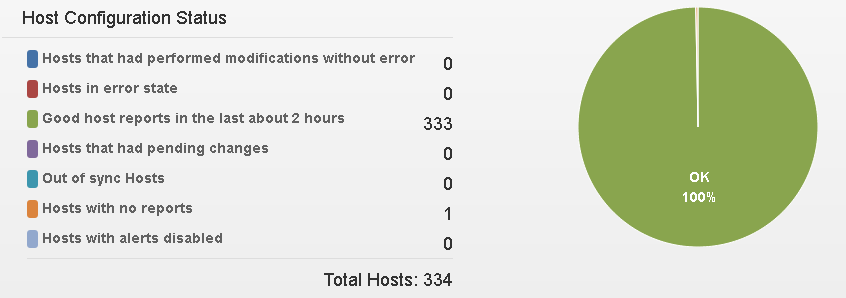 Host Configuration Status
Hosts that had performed modifications without error 0
Hosts in error state 0
Good host reports in the last about 2 hours 333
Hosts that had pending changes 0
Out of sync Hosts 0
Hosts with no reports 1
Hosts with alerts disabled 0
Total Hosts: 334
OK
100%